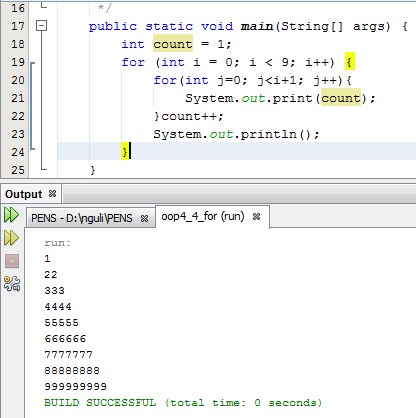 16 */
17 public static void main(String[] args) {
18 int count = 1;
19 for (int i = 0; i < 9; i++) {
20 for(int j=0; j<i+1; j++){
21 System.out.print(count);
22 }count++;
23 System.out.println();
24 }
25 }
Output
PENS - D:\nguli\PENS oop4_4_for (run)
run:
1
22
333
4444
55555
666666
7777777
88888888
999999999
BUILD SUCCESSFUL (total time: 0 seconds)